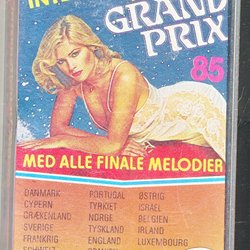 GRAND
PRIX
85
MED ALLE FINALE MELODIER
DANMARK PORTUGAL ØSTRIG
CYPERN TYRKIET ISRAEL
GRÆKENLAND NORGE BELGIEN
SVERIGE TYSKLAND IRLAND
FRANKRIG ENGLAND LUXEMBOURG